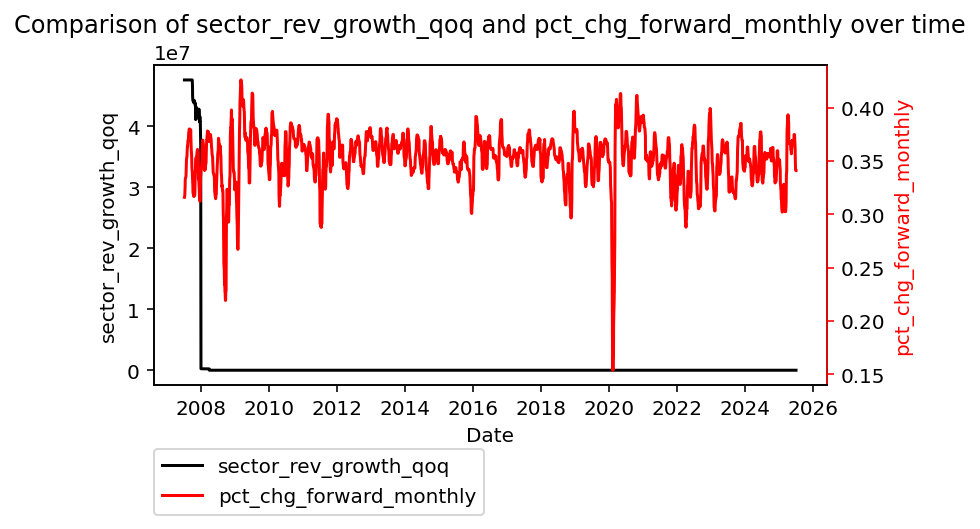 Comparison of sector_rev_growth_qoq and pct_chg_forward_monthly over time
1e7
4
3
2
1
0
sector_rev_growth_qoq
0.40
0.35
0.30
0.25
0.20
0.15
pct_chg_forward_monthly
2008 2010 2012 2014 2016 2018 2020 2022 2024 2026
Date
sector_rev_growth_qoq
pct_chg_forward_monthly